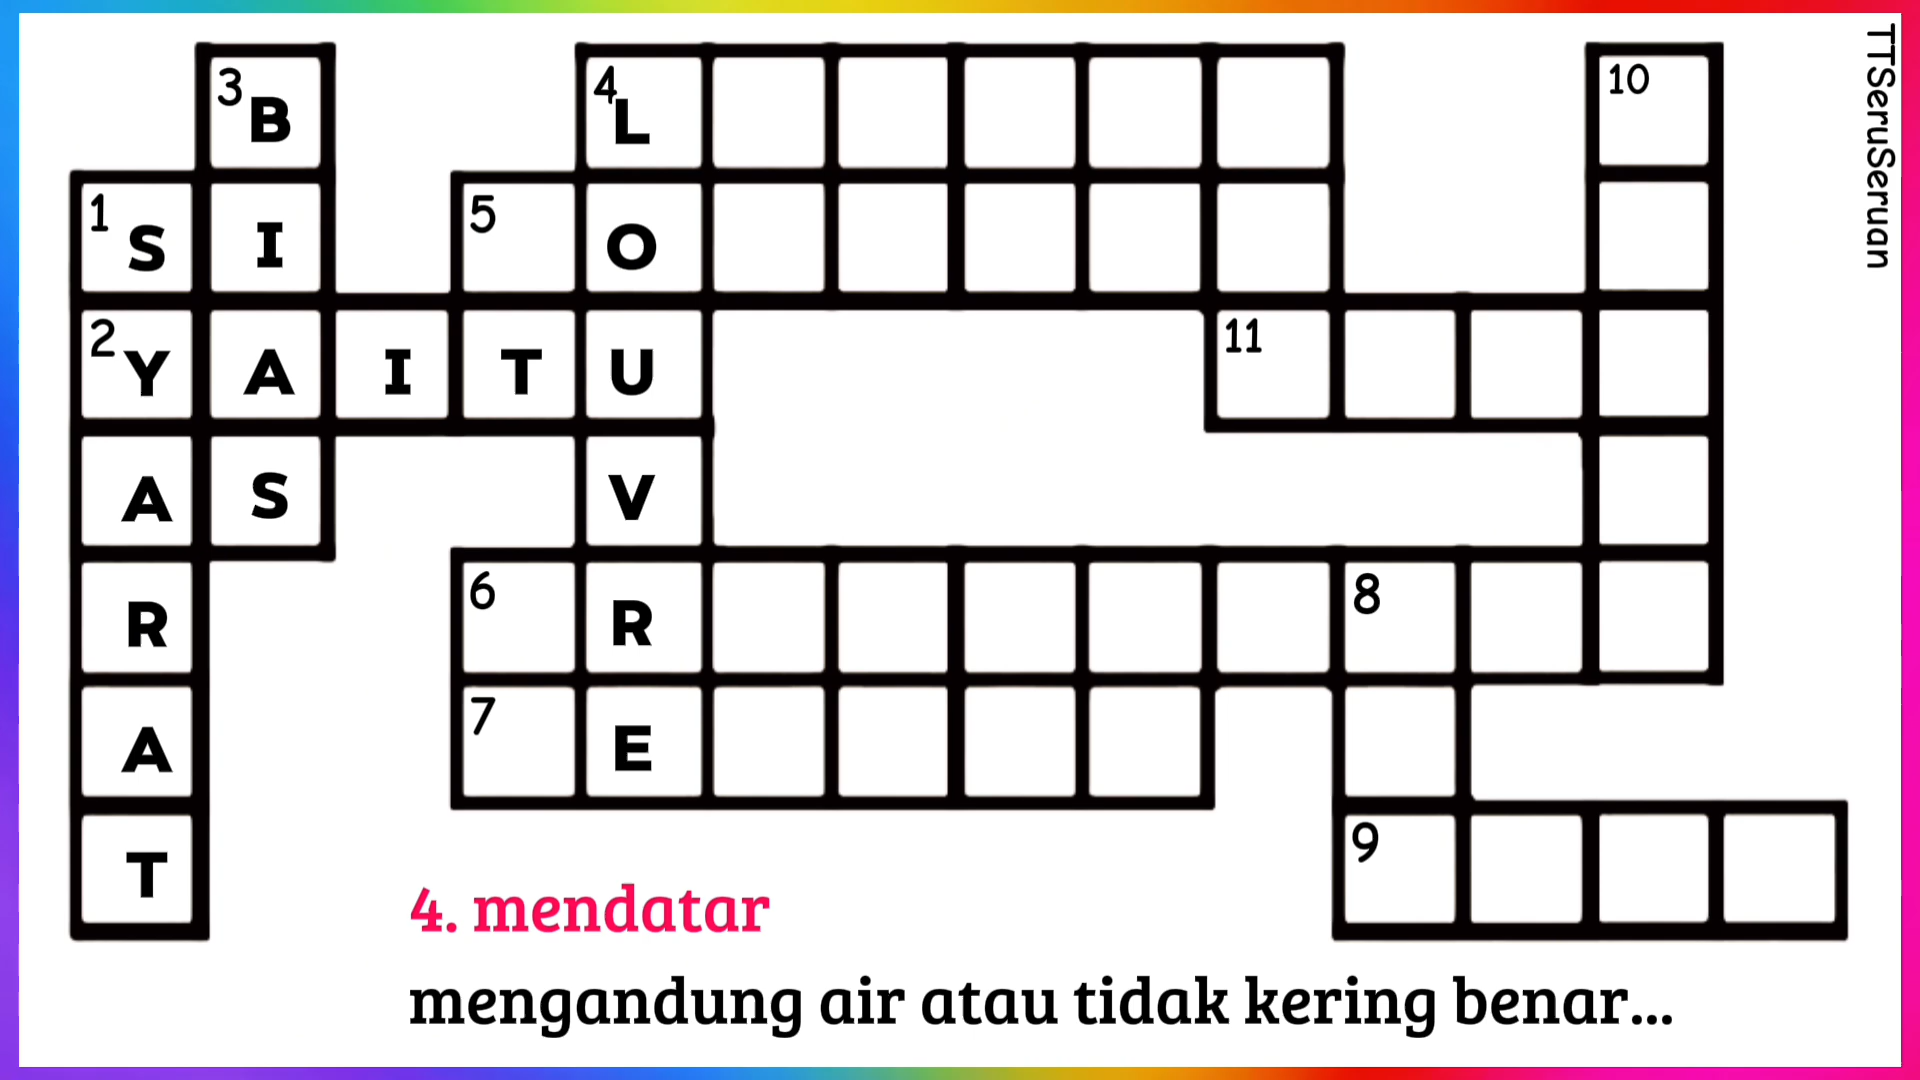 3 B 4 L 10
1 S I 5 O
2 Y A I T U 11
A S V
R 6 R 8
A 7 E
T 9
4. mendatar
mengandung air atau tidak kering benar...
TTSeruSeruan